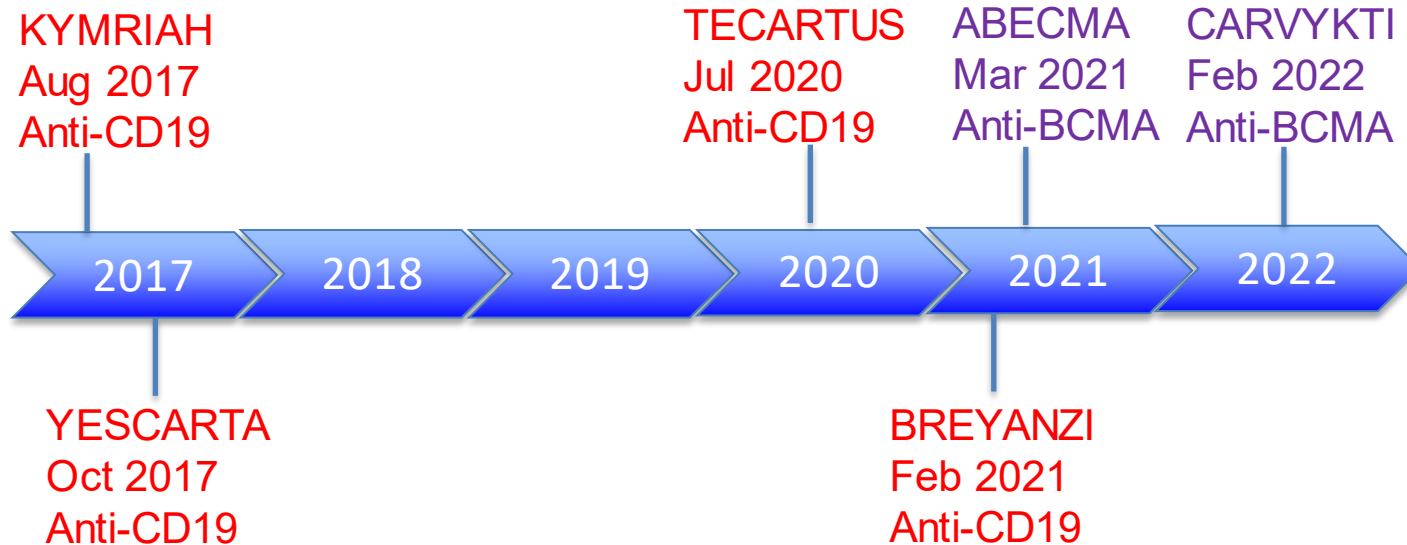 KYMRIAH
Aug 2017
Anti-CD19
TECARTUS
Jul 2020
Anti-CD19
ABECMA
Mar 2021
Anti-BCMA
CARVYKTI
Feb 2022
Anti-BCMA
2017
2018
2019
2020
2021
2022
YESCARTA
Oct 2017
Anti-CD19
BREYANZI
Feb 2021
Anti-CD19